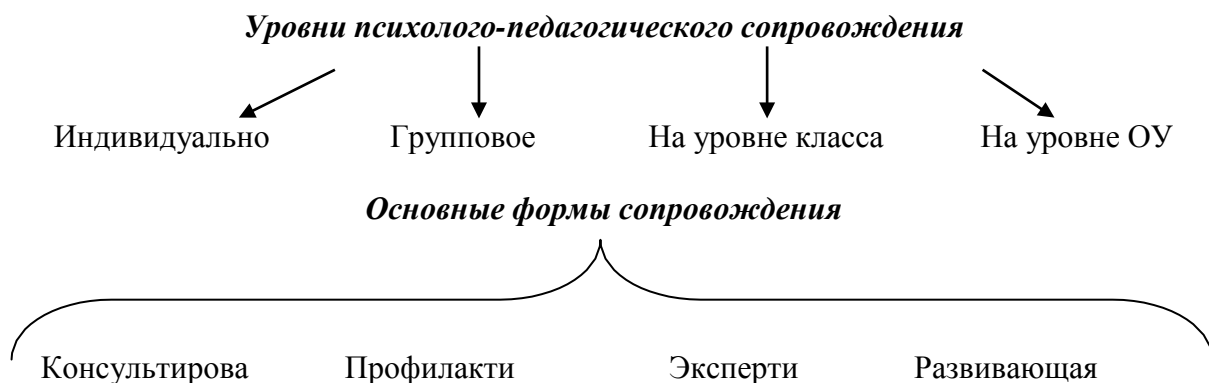 Уровни психолого-педагогического сопровождения
Индивидуально Групповое На уровне класса На уровне ОУ
Основные формы сопровождения
Консультирова Профилакти Эксперти Развивающая